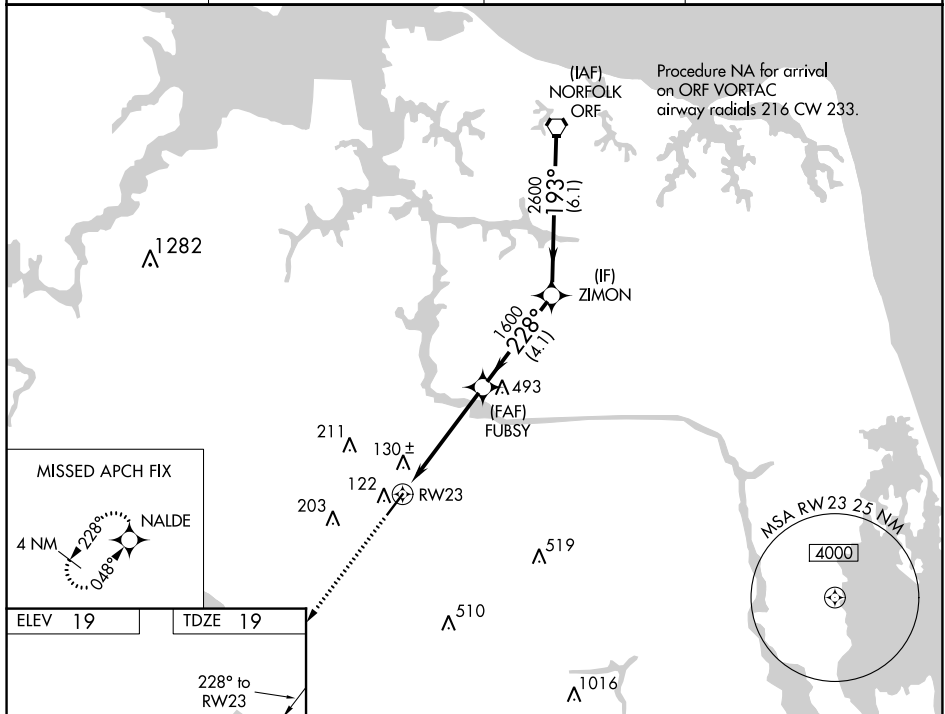 (IAF)
NORFOLK
ORF
Procedure NA for arrival
on ORF VORTAC
airway radials 216 CW 233.
2600
193°
(6.1)
1282
(IF)
ZIMON
1600
228°
(4.1)
493
(FAF)
FUBSY
211
130±
122
RW23
203
MISSED APCH FIX
NALDE
4 NM
228°
048°
519
510
1016
MSA RW23 25 NM
4000
ELEV 19
TDZE 19
228° to
RW23